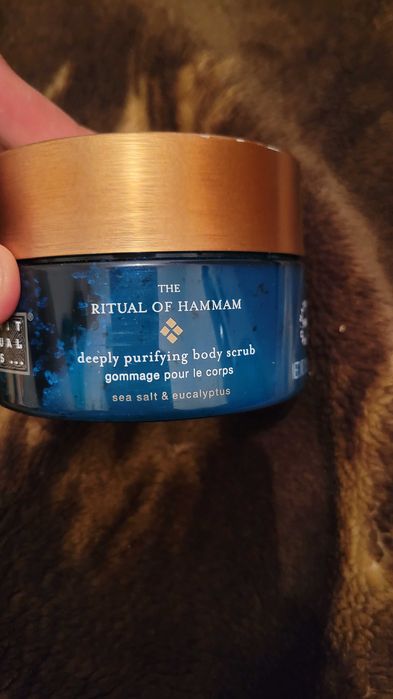 THE
RITUAL OF HAMMAM
deeply purifying body scrub
gommage pour le corps
sea salt & eucalyptus